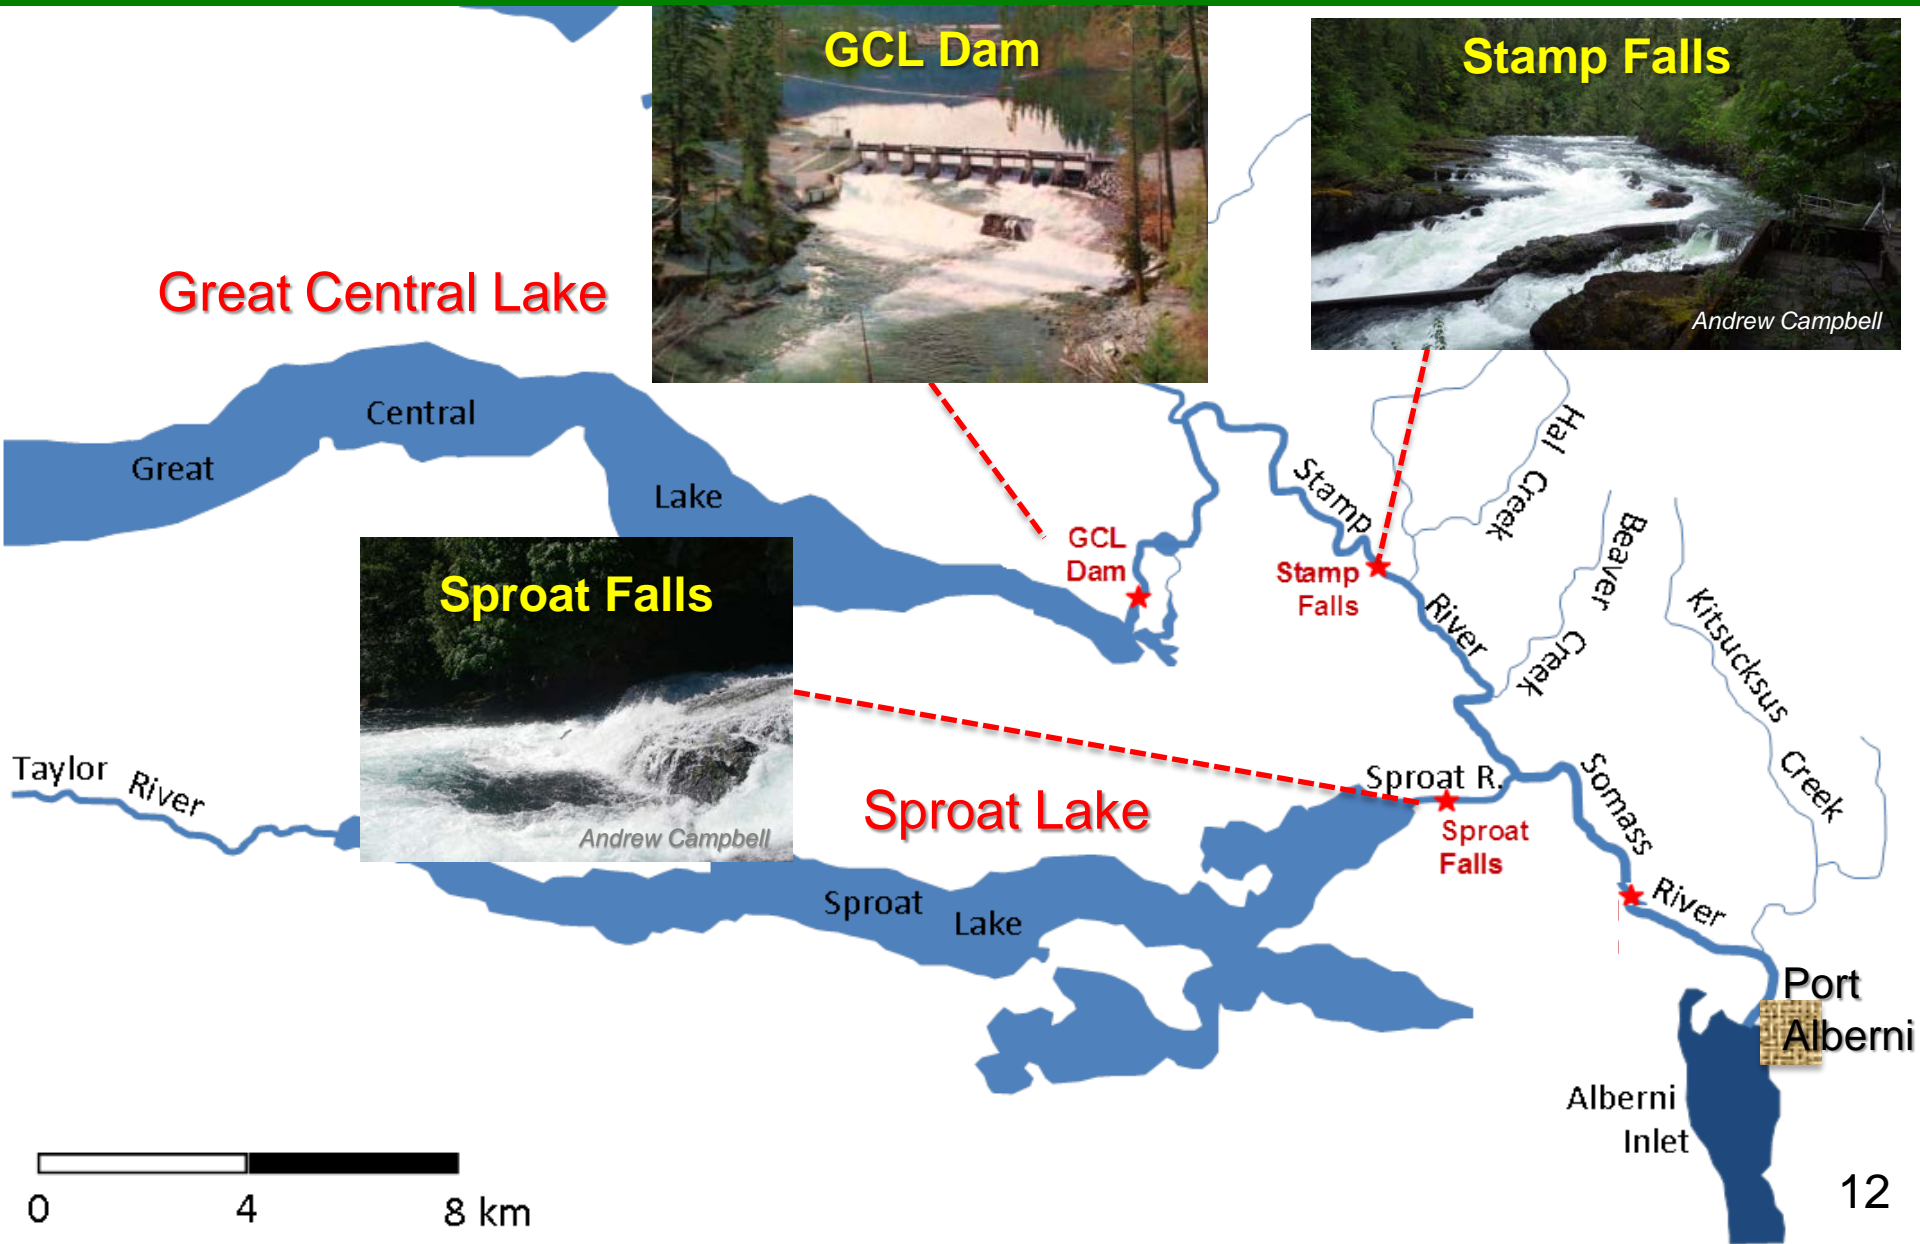 GCL Dam
Stamp Falls
Andrew Campbell
Great Central Lake
Great
Central
Lake
GCL
Dam
Stamp
River
Stamp
Falls
Hal
Creek
Beaver
Creek
Kitsucksus
Creek
Sproat Falls
Andrew Campbell
Taylor
River
Sproat Lake
Sproat
Lake
Sproat R.
Sproat
Falls
Somass
River
Port
Alberni
Alberni
Inlet
0
4
8 km
12